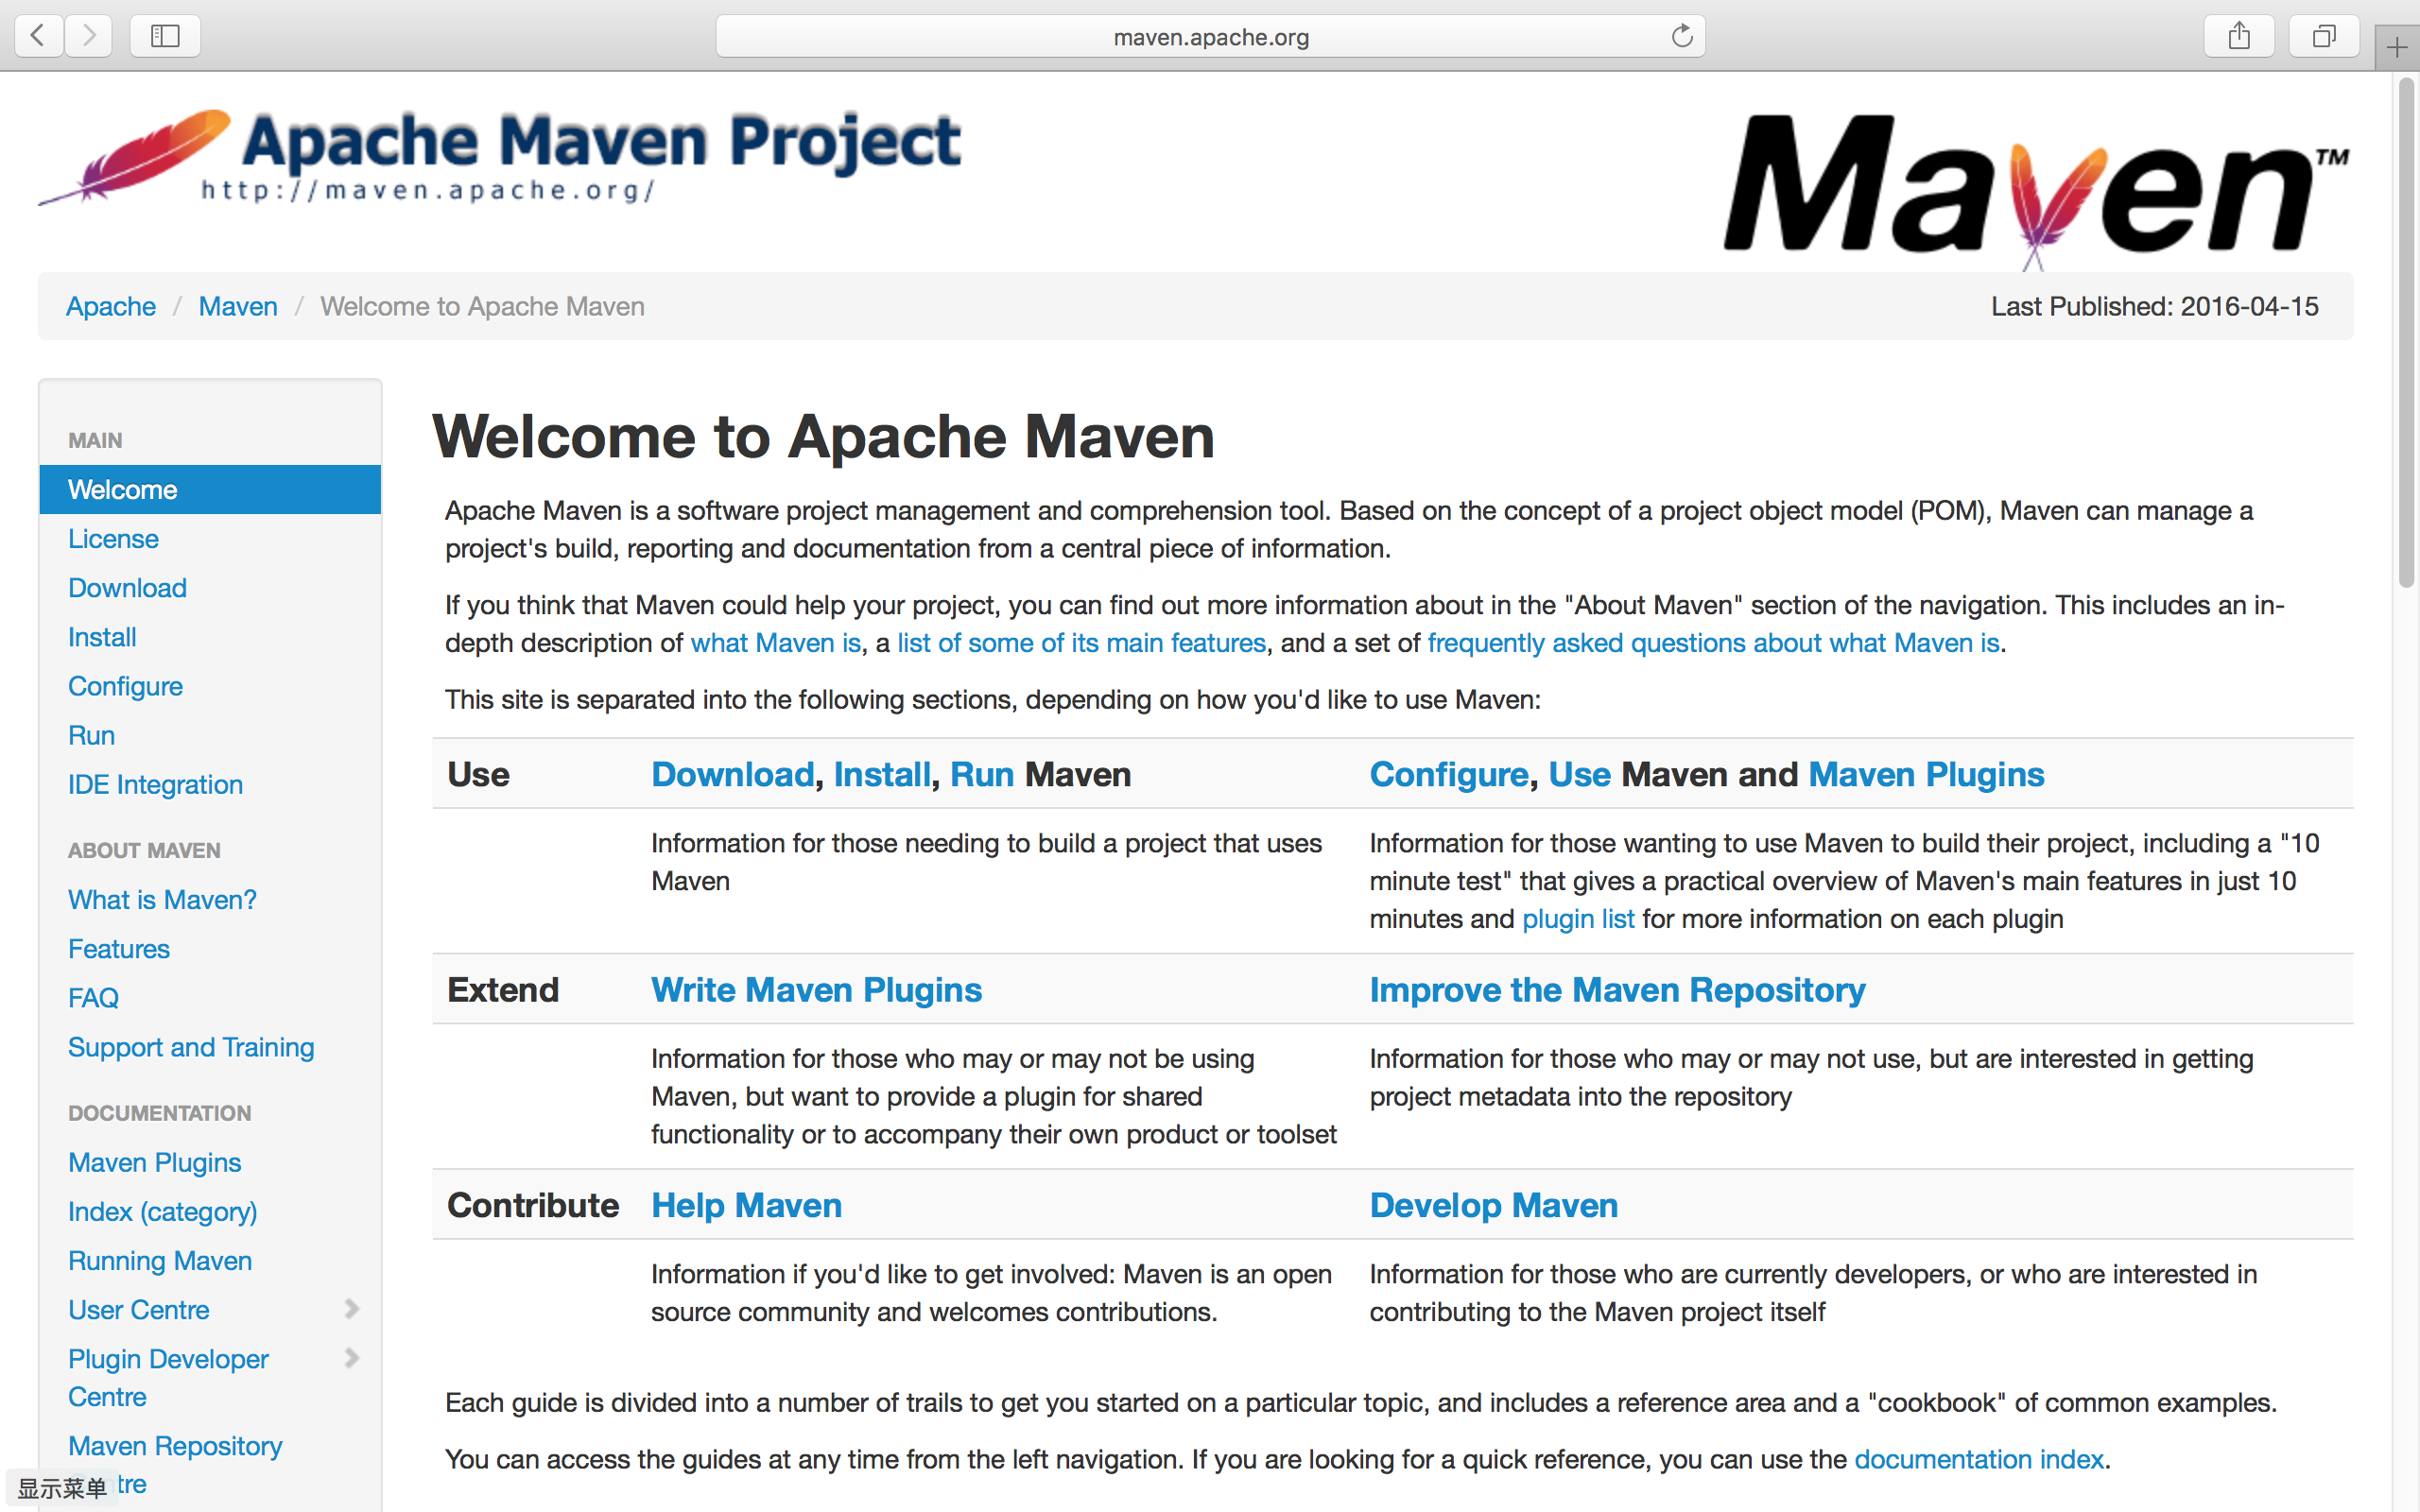 maven.apache.org
Apache Maven Project
http://maven.apache.org/
Maven™
Apache / Maven / Welcome to Apache Maven
Last Published: 2016-04-15
MAIN
Welcome
License
Download
Install
Configure
Run
IDE Integration
ABOUT MAVEN
What is Maven?
Features
FAQ
Support and Training
DOCUMENTATION
Maven Plugins
Index (category)
Running Maven
User Centre
Plugin Developer
Centre
Maven Repository
tre
显示菜单
Welcome to Apache Maven
Apache Maven is a software project management and comprehension tool. Based on the concept of a project object model (POM), Maven can manage a
project's build, reporting and documentation from a central piece of information.
If you think that Maven could help your project, you can find out more information about in the "About Maven" section of the navigation. This includes an in-
depth description of what Maven is, a list of some of its main features, and a set of frequently asked questions about what Maven is.
This site is separated into the following sections, depending on how you'd like to use Maven:
Use
Download, Install, Run Maven
Configure, Use Maven and Maven Plugins
Information for those needing to build a project that uses
Maven
Information for those wanting to use Maven to build their project, including a "10
minute test" that gives a practical overview of Maven's main features in just 10
minutes and plugin list for more information on each plugin
Extend
Write Maven Plugins
Improve the Maven Repository
Information for those who may or may not be using
Maven, but want to provide a plugin for shared
functionality or to accompany their own product or toolset
Information for those who may or may not use, but are interested in getting
project metadata into the repository
Contribute
Help Maven
Develop Maven
Information if you'd like to get involved: Maven is an open
source community and welcomes contributions.
Information for those who are currently developers, or who are interested in
contributing to the Maven project itself
Each guide is divided into a number of trails to get you started on a particular topic, and includes a reference area and a "cookbook" of common examples.
You can access the guides at any time from the left navigation. If you are looking for a quick reference, you can use the documentation index.